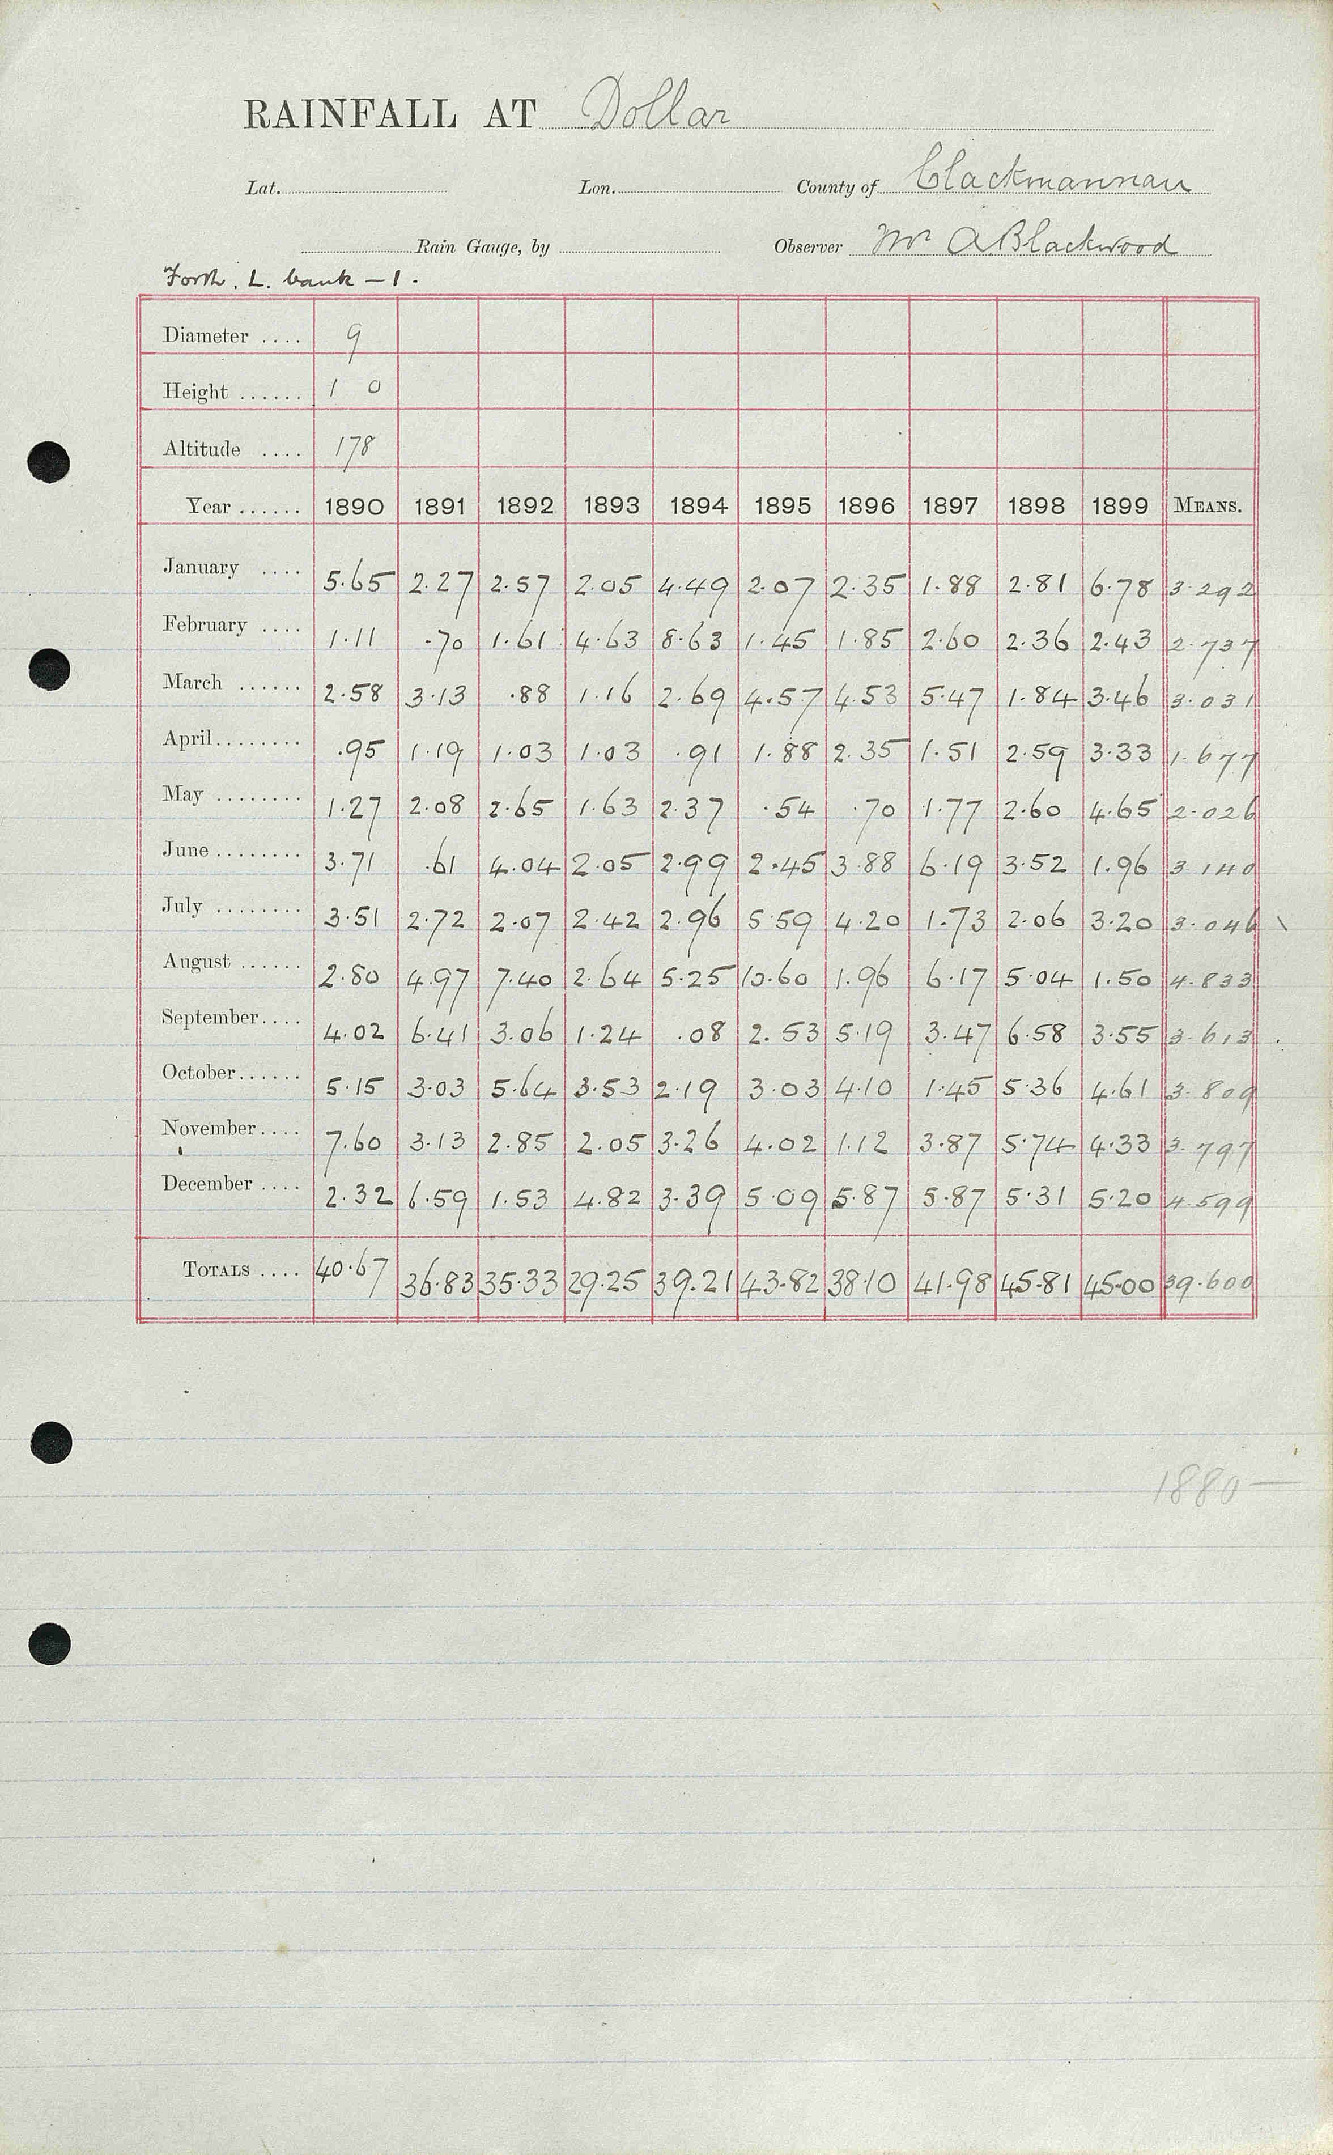 RAINFALL AT Dollar
Lat. Lon. County of Clackmannan
Rain Gauge, by Observer Mr A Blackwood
Forth. L. bank - 1.
Diameter .... 9
Height ...... 1 0
Altitude .... 178
Year ...... 1890 1891 1892 1893 1894 1895 1896 1897 1898 1899 MEANS.
January .... 5.65 2.27 2.57 2.05 4.49 2.07 2.35 1.88 2.81 6.78 3.292
February .... 1.11 .70 1.61 4.63 8.63 1.45 1.85 2.60 2.36 2.43 2.737
March ...... 2.58 3.13 .88 1.16 2.69 4.57 4.53 5.47 1.84 3.46 3.031
April........ .95 1.19 1.03 1.03 .91 1.88 2.35 1.51 2.59 3.33 1.677
May ........ 1.27 2.08 2.65 1.63 2.37 .54 .70 1.77 2.60 4.65 2.026
June ........ 3.71 .61 4.04 2.05 2.99 2.45 3.88 6.19 3.52 1.96 3.140
July ........ 3.51 2.72 2.07 2.42 2.96 5.59 4.20 1.73 2.06 3.20 3.046
August ...... 2.80 4.97 7.40 2.64 5.25 10.60 1.96 6.17 5.04 1.50 4.833
September.... 4.02 6.41 3.06 1.24 .08 2.53 5.19 3.47 6.58 3.55 3.613
October...... 5.15 3.03 5.64 3.53 2.19 3.03 4.10 1.45 5.36 4.61 3.809
November.... 7.60 3.13 2.85 2.05 3.26 4.02 1.12 3.87 5.74 4.33 3.797
December .... 2.32 6.59 1.53 4.82 3.39 5.09 5.87 5.87 5.31 5.20 4.599
TOTALS .... 40.67 36.83 35.33 29.25 39.21 43.82 38.10 41.98 45.81 45.00 39.600
1880 —